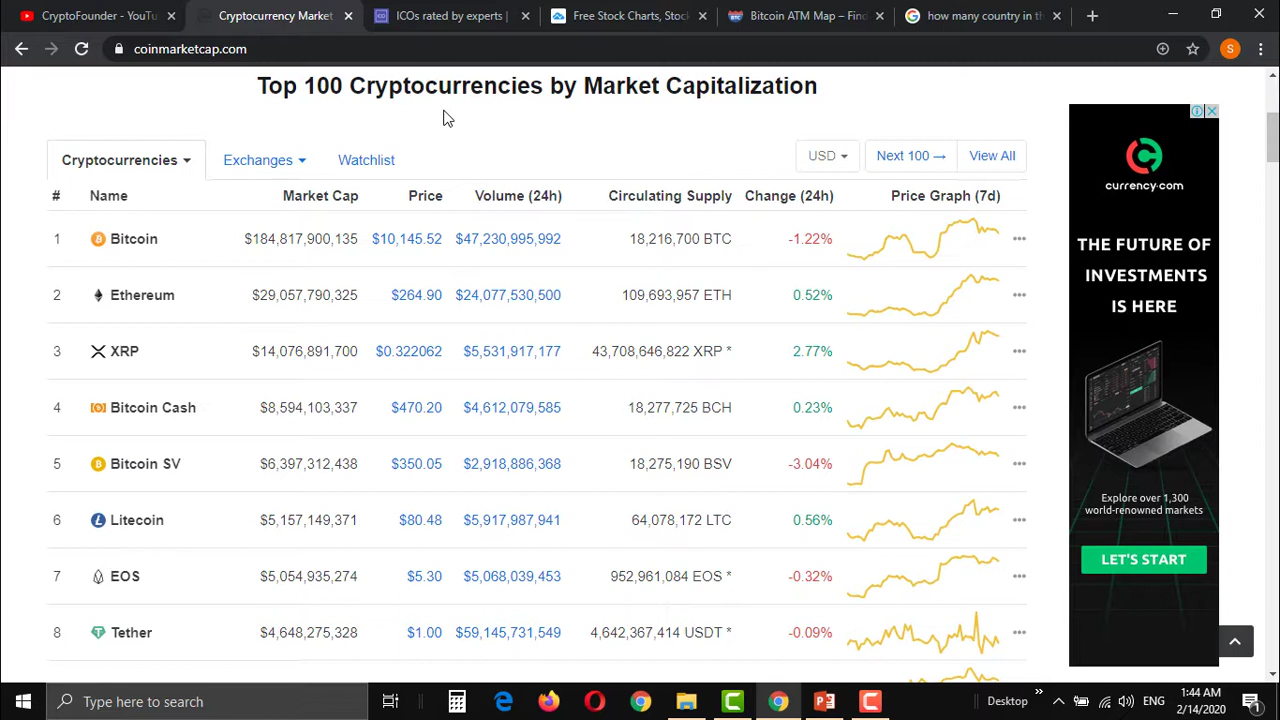 CryptoFounder - YouTu
Cryptocurrency Market
ICOs rated by experts |
Free Stock Charts, Stock
Bitcoin ATM Map – Find
how many country in th
coinmarketcap.com
S
Top 100 Cryptocurrencies by Market Capitalization
Cryptocurrencies Exchanges Watchlist USD Next 100 → View All
# Name Market Cap Price Volume (24h) Circulating Supply Change (24h) Price Graph (7d)
1 Bitcoin $184,817,900,135 $10,145.52 $47,230,995,992 18,216,700 BTC -1.22%
2 Ethereum $29,057,790,325 $264.90 $24,077,530,500 109,693,957 ETH 0.52%
3 XRP $14,076,891,700 $0.322062 $5,531,917,177 43,708,646,822 XRP * 2.77%
4 Bitcoin Cash $8,594,103,337 $470.20 $4,612,079,585 18,277,725 BCH 0.23%
5 Bitcoin SV $6,397,312,438 $350.05 $2,918,886,368 18,275,190 BSV -3.04%
6 Litecoin $5,157,149,371 $80.48 $5,917,987,941 64,078,172 LTC 0.56%
7 EOS $5,054,935,274 $5.30 $5,068,039,453 952,961,084 EOS * -0.32%
8 Tether $4,648,275,328 $1.00 $59,145,731,549 4,642,367,414 USDT * -0.09%
currency.com
THE FUTURE OF
INVESTMENTS
IS HERE
Explore over 1,300
world-renowned markets
LET'S START
Type here to search
Desktop
ENG
1:44 AM
2/14/2020
1